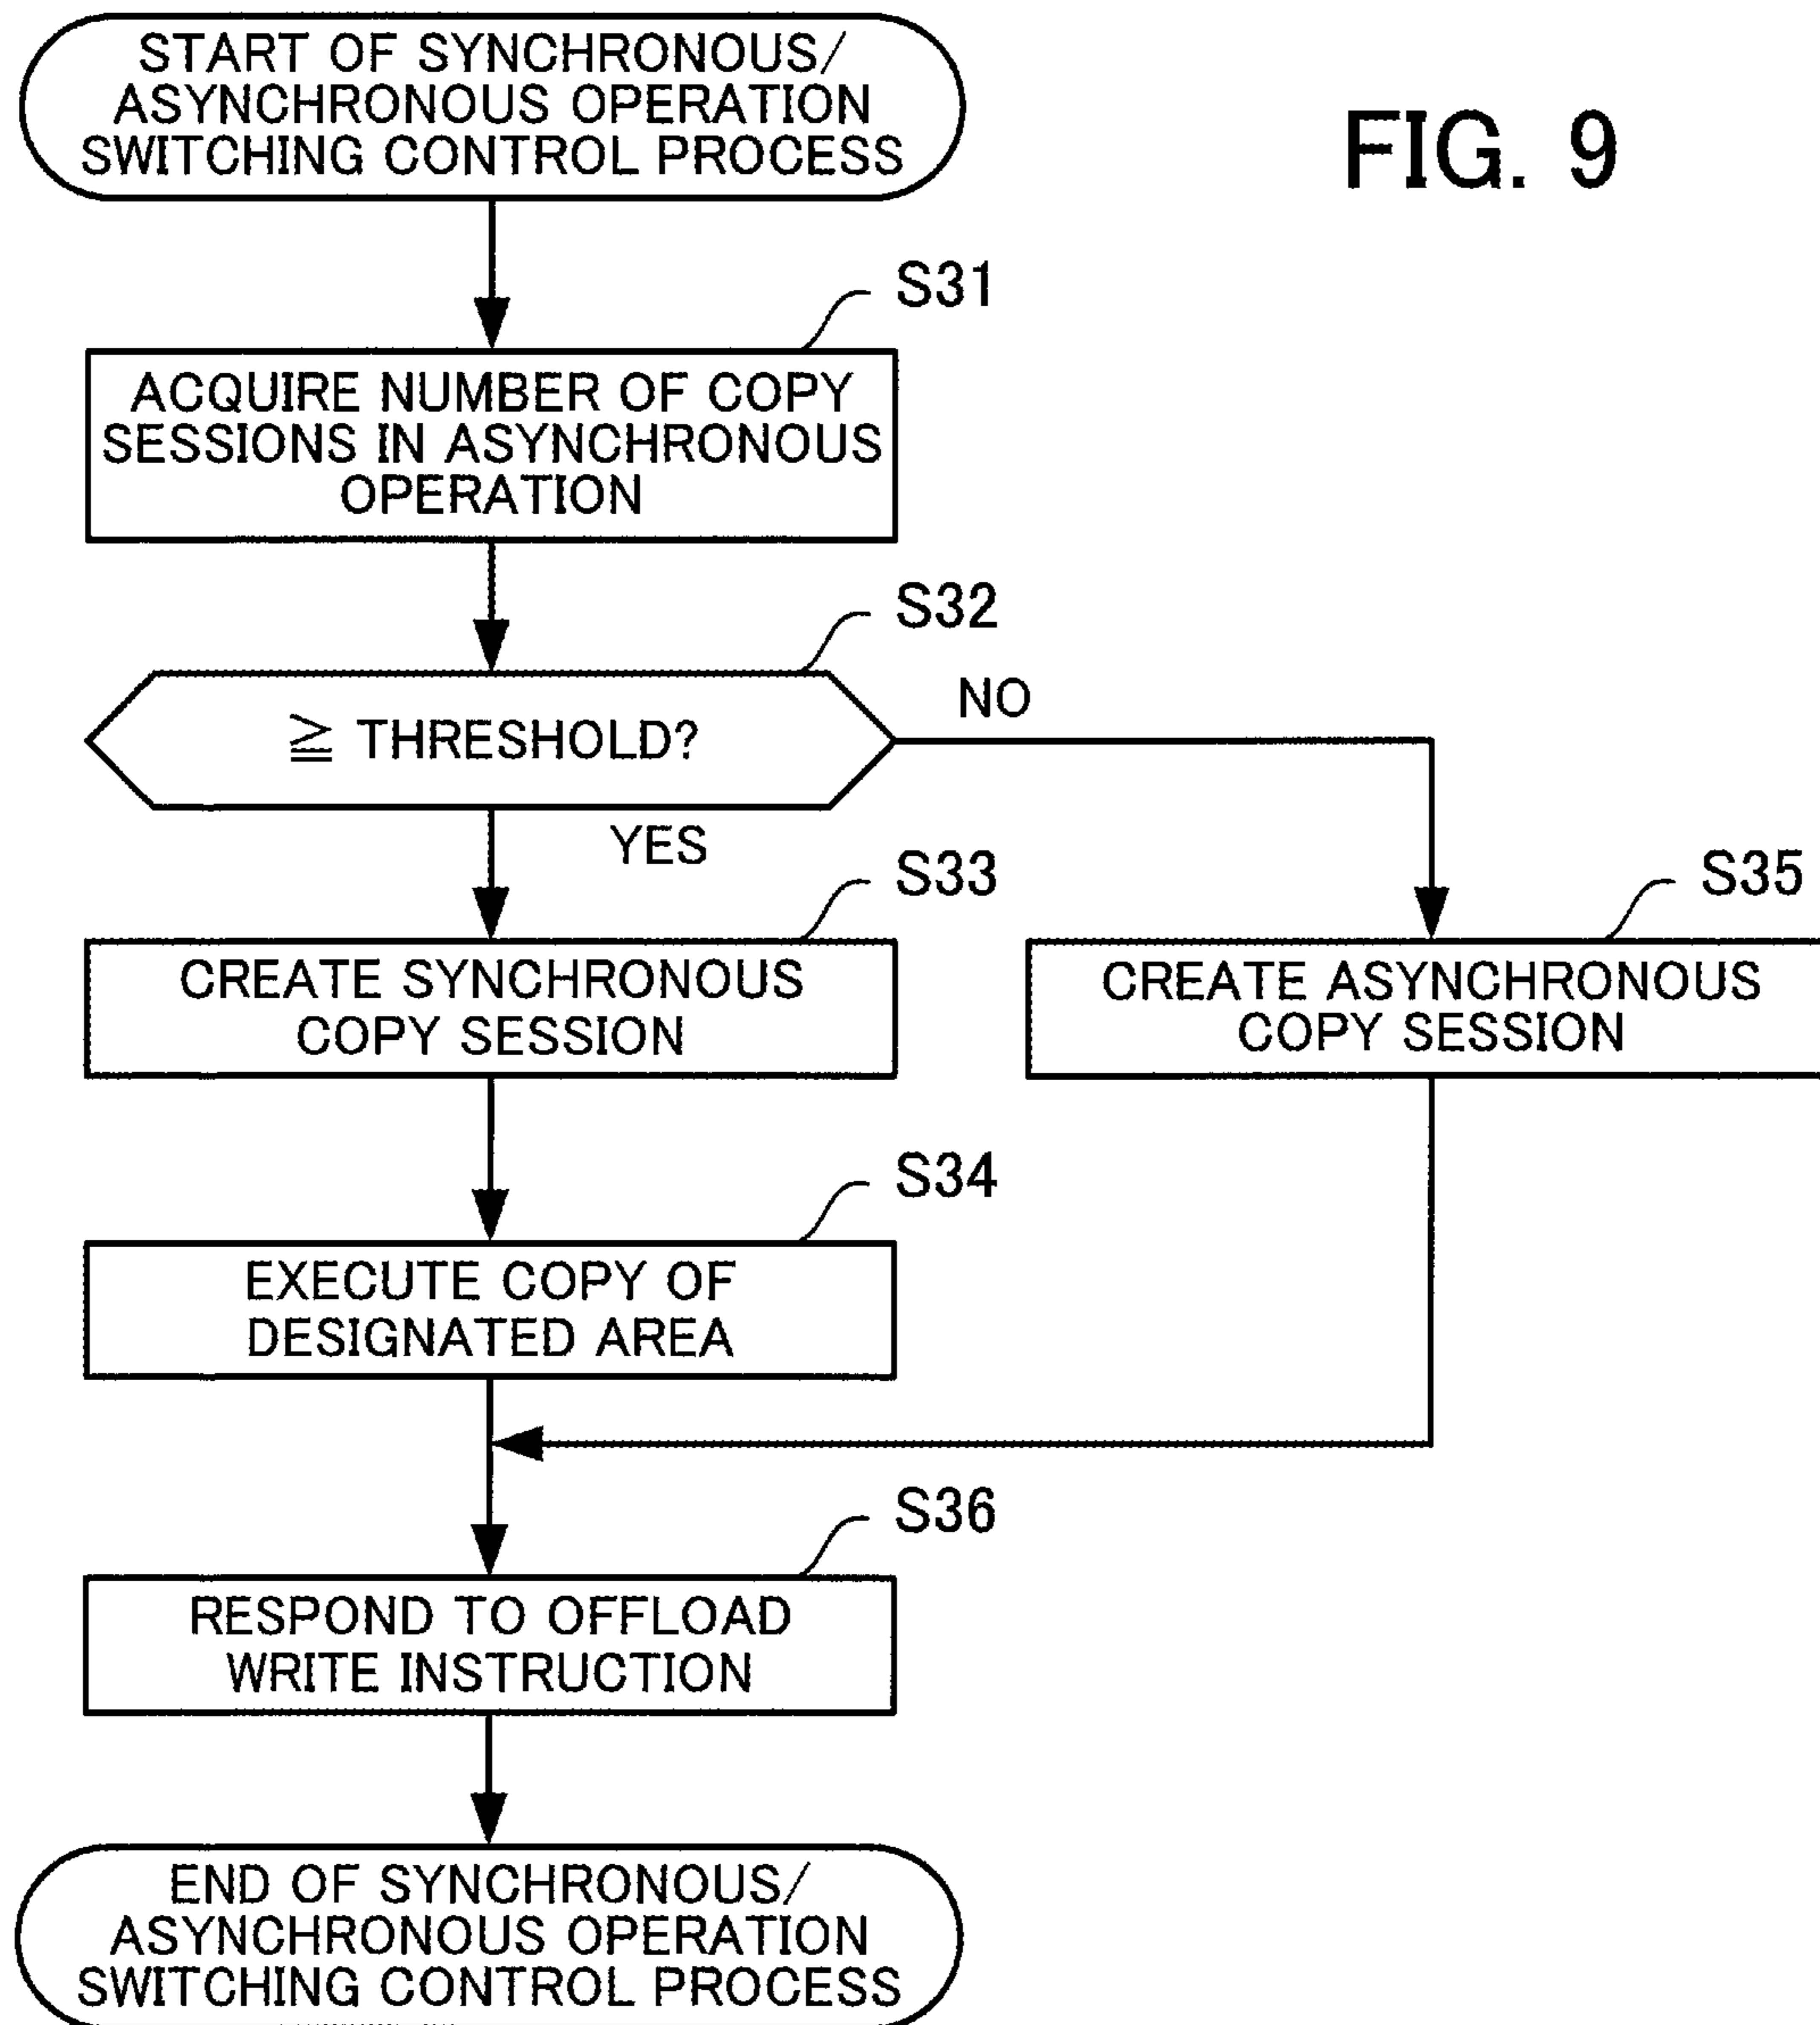 START OF SYNCHRONOUS/
ASYNCHRONOUS OPERATION
SWITCHING CONTROL PROCESS
FIG. 9
S31
ACQUIRE NUMBER OF COPY
SESSIONS IN ASYNCHRONOUS
OPERATION
S32
≧ THRESHOLD?
NO
YES
S33
CREATE SYNCHRONOUS
COPY SESSION
S35
CREATE ASYNCHRONOUS
COPY SESSION
S34
EXECUTE COPY OF
DESIGNATED AREA
S36
RESPOND TO OFFLOAD
WRITE INSTRUCTION
END OF SYNCHRONOUS/
ASYNCHRONOUS OPERATION
SWITCHING CONTROL PROCESS